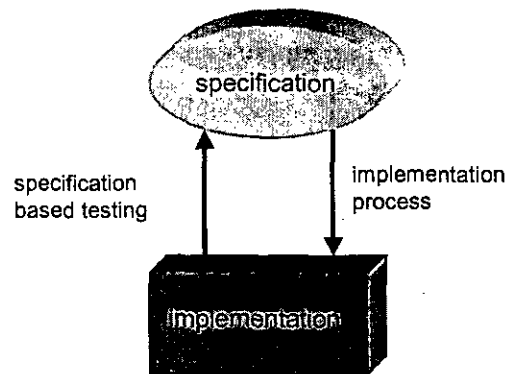 specification
specification
based testing
implementation
process
implementation